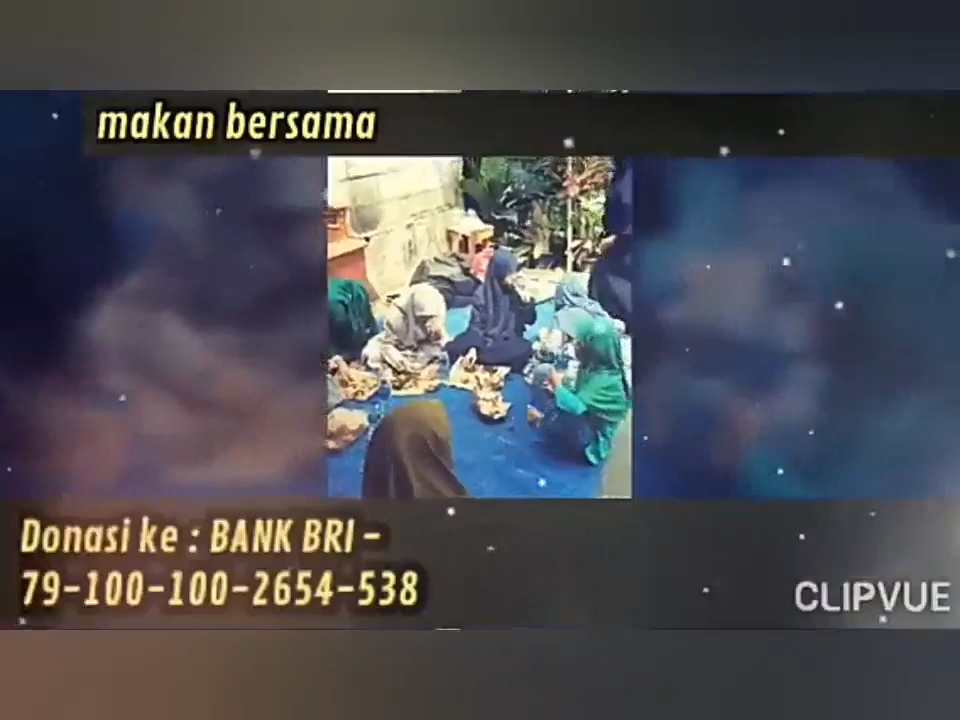 makan bersama
Donasi ke : BANK BRI -
79-100-100-2654-538
CLIPVUE